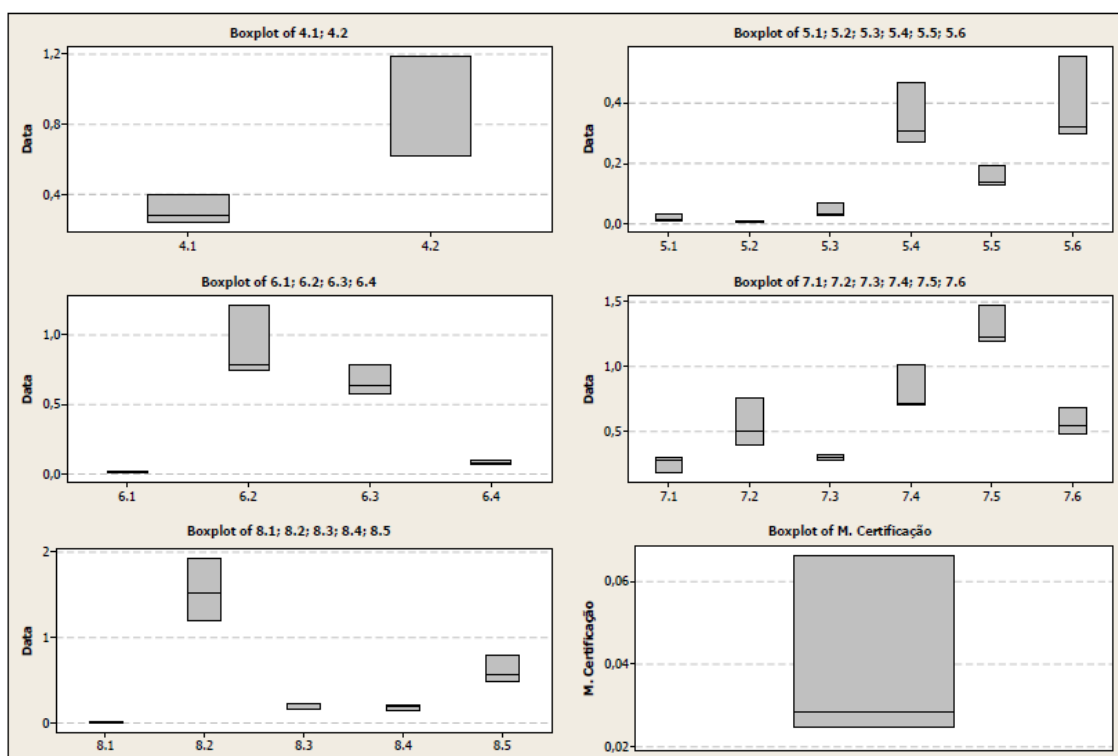 Boxplot of 4.1; 4.2
Data
1,2
0,8
0,4
4.1 4.2
Boxplot of 5.1; 5.2; 5.3; 5.4; 5.5; 5.6
Data
0,4
0,2
0,0
5.1 5.2 5.3 5.4 5.5 5.6
Boxplot of 6.1; 6.2; 6.3; 6.4
Data
1,0
0,5
0,0
6.1 6.2 6.3 6.4
Boxplot of 7.1; 7.2; 7.3; 7.4; 7.5; 7.6
Data
1,5
1,0
0,5
7.1 7.2 7.3 7.4 7.5 7.6
Boxplot of 8.1; 8.2; 8.3; 8.4; 8.5
Data
2
1
0
8.1 8.2 8.3 8.4 8.5
Boxplot of M. Certificação
M. Certificação
0,06
0,04
0,02